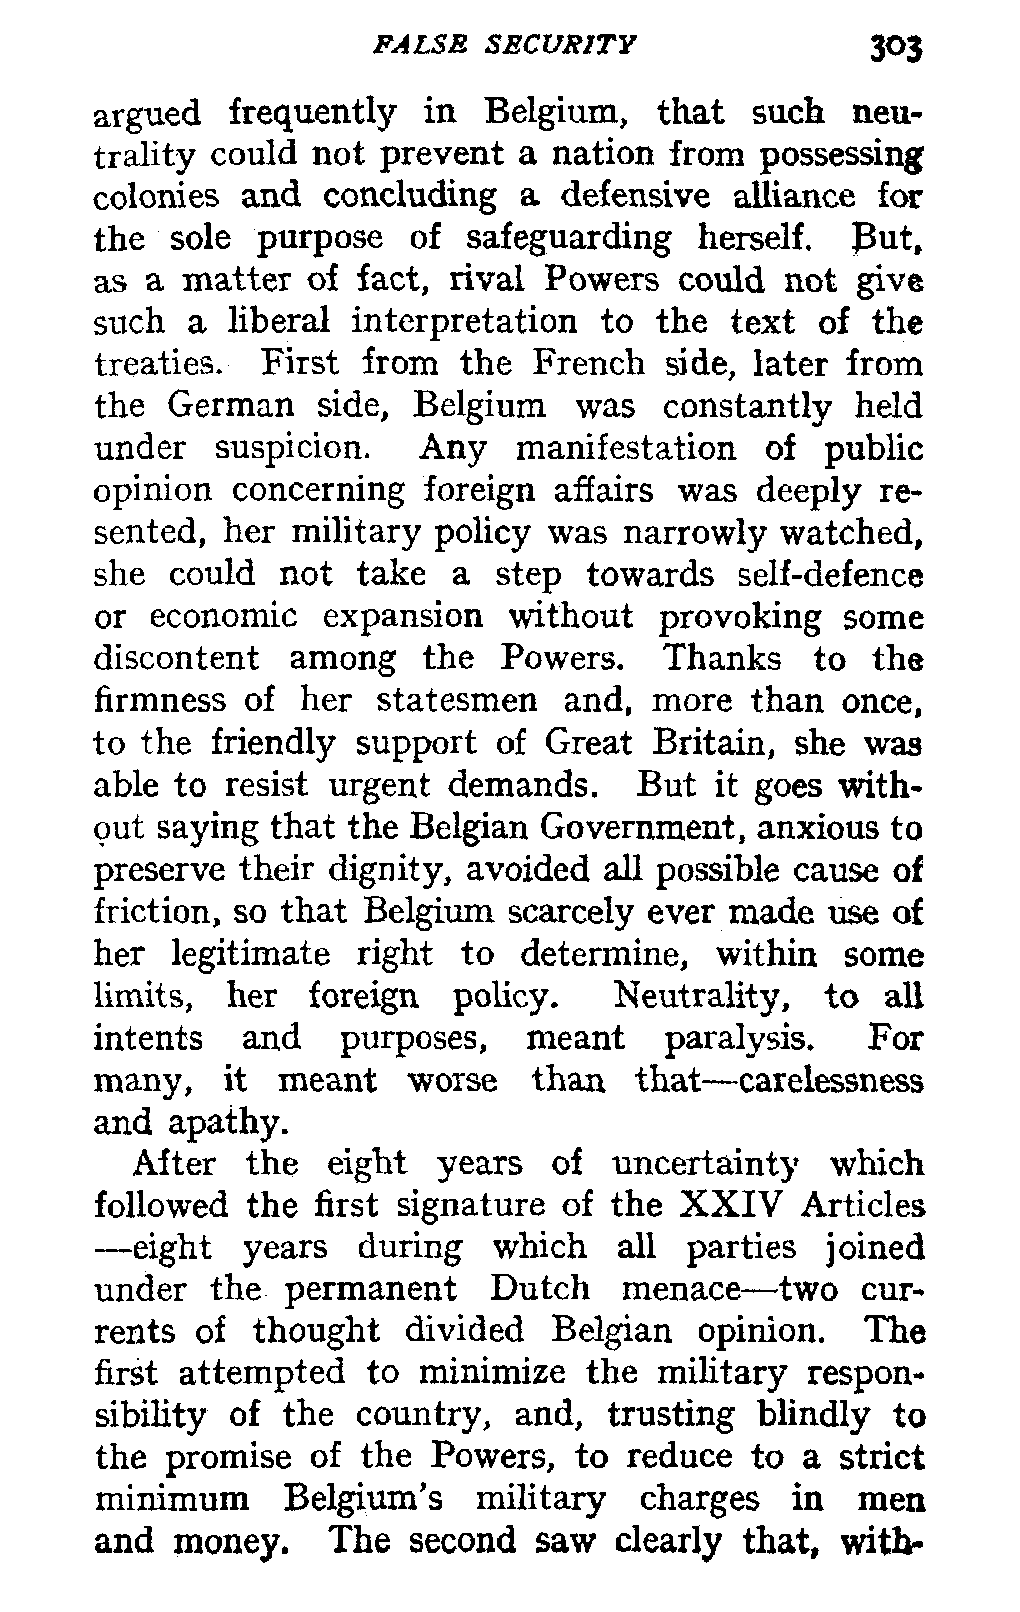 FALSE SECURITY 303
argued frequently in Belgium, that such neu-
trality could not prevent a nation from possessing
colonies and concluding a defensive alliance for
the sole purpose of safeguarding herself. But,
as a matter of fact, rival Powers could not give
such a liberal interpretation to the text of the
treaties. First from the French side, later from
the German side, Belgium was constantly held
under suspicion. Any manifestation of public
opinion concerning foreign affairs was deeply re-
sented, her military policy was narrowly watched,
she could not take a step towards self-defence
or economic expansion without provoking some
discontent among the Powers. Thanks to the
firmness of her statesmen and, more than once,
to the friendly support of Great Britain, she was
able to resist urgent demands. But it goes with-
out saying that the Belgian Government, anxious to
preserve their dignity, avoided all possible cause of
friction, so that Belgium scarcely ever made use of
her legitimate right to determine, within some
limits, her foreign policy. Neutrality, to all
intents and purposes, meant paralysis. For
many, it meant worse than that—carelessness
and apathy.
After the eight years of uncertainty which
followed the first signature of the XXIV Articles
—eight years during which all parties joined
under the permanent Dutch menace—two cur-
rents of thought divided Belgian opinion. The
first attempted to minimize the military respon-
sibility of the country, and, trusting blindly to
the promise of the Powers, to reduce to a strict
minimum Belgium's military charges in men
and money. The second saw clearly that, with-